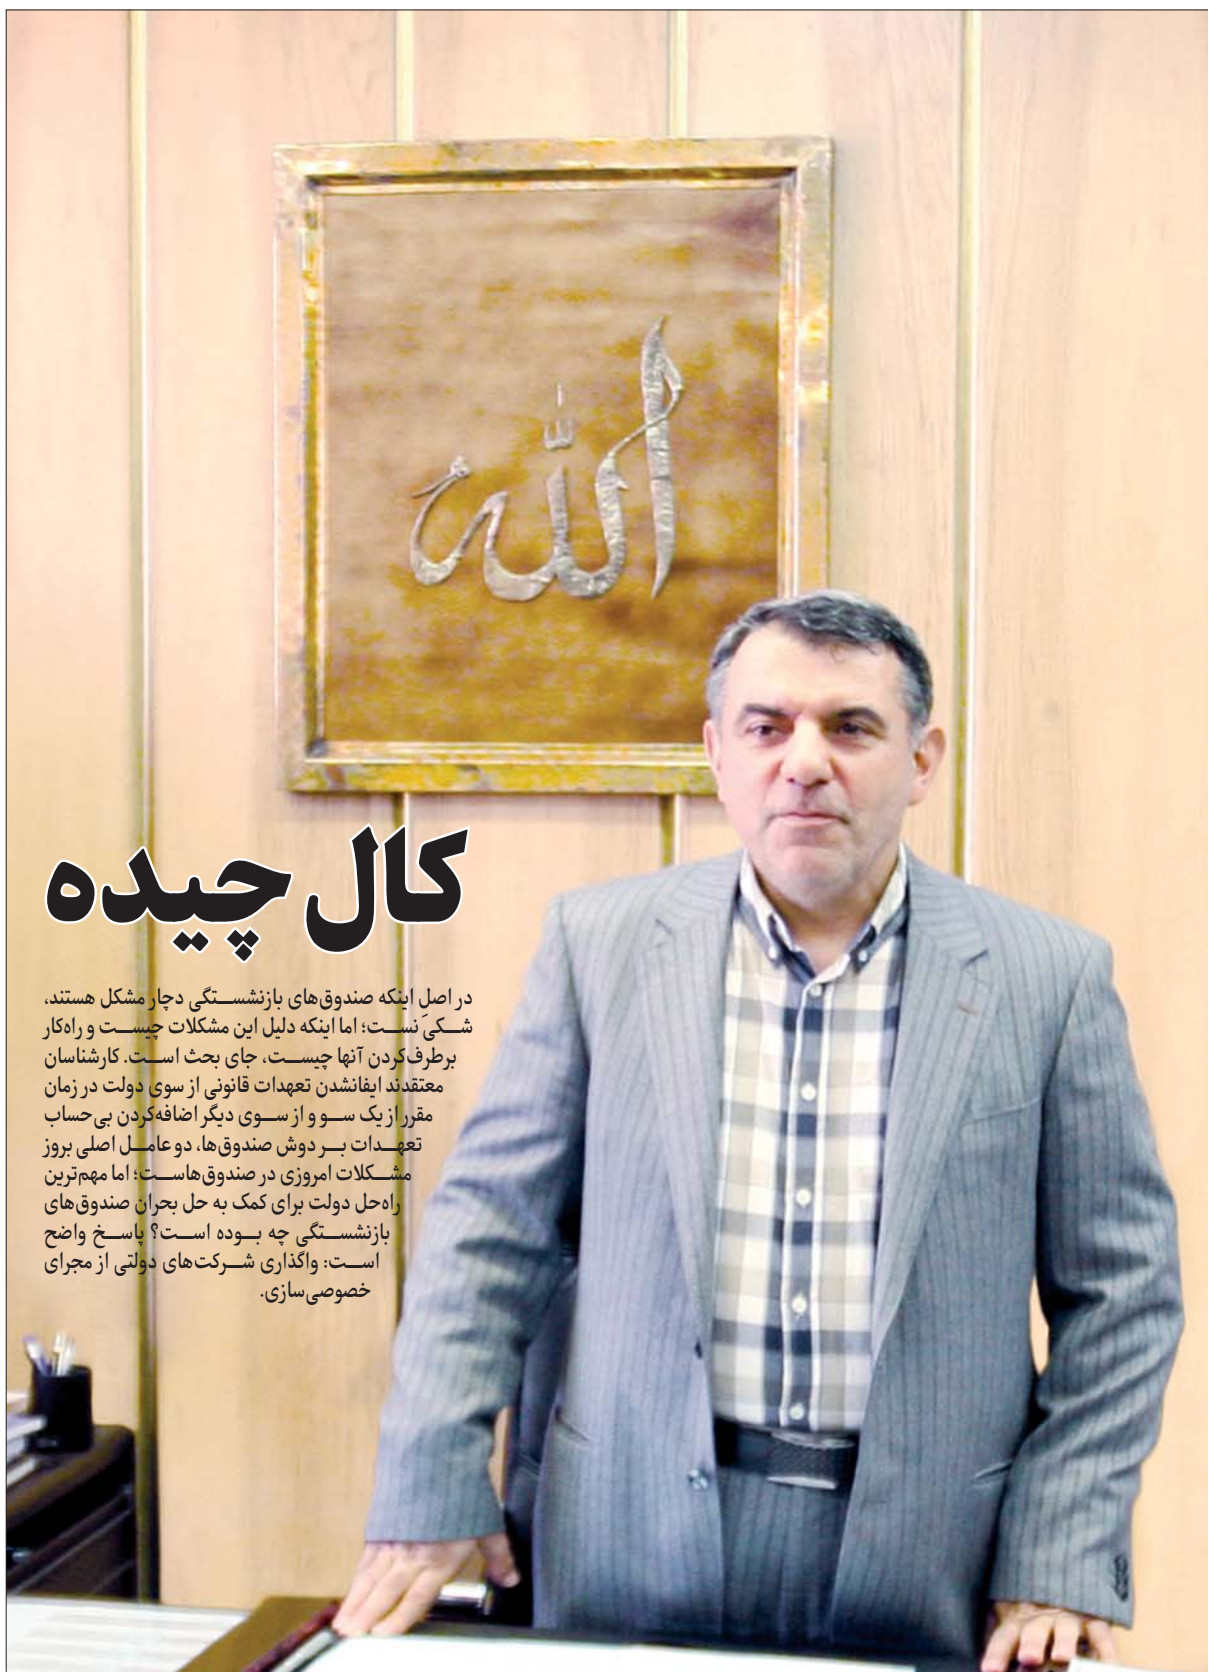 الله
کال چیده
در اصلِ اینکه صندوق‌های بازنشستگی دچار مشکل هستند،
شکی نست؛ اما اینکه دلیل این مشکلات چیست و راه‌کار
برطرف‌کردن آنها چیست، جای بحث است. کارشناسان
معتقدند ایفانشدن تعهدات قانونی از سوی دولت در زمان
مقرر از یک سو و از سوی دیگر اضافه‌کردن بی‌حساب
تعهدات بر دوش صندوق‌ها، دو عامل اصلی بروز
مشکلات امروزی در صندوق‌هاست؛ اما مهم‌ترین
راه‌حل دولت برای کمک به حل بحران صندوق‌های
بازنشستگی چه بوده است؟ پاسخ واضح
است: واگذاری شرکت‌های دولتی از مجرای
خصوصی‌سازی.